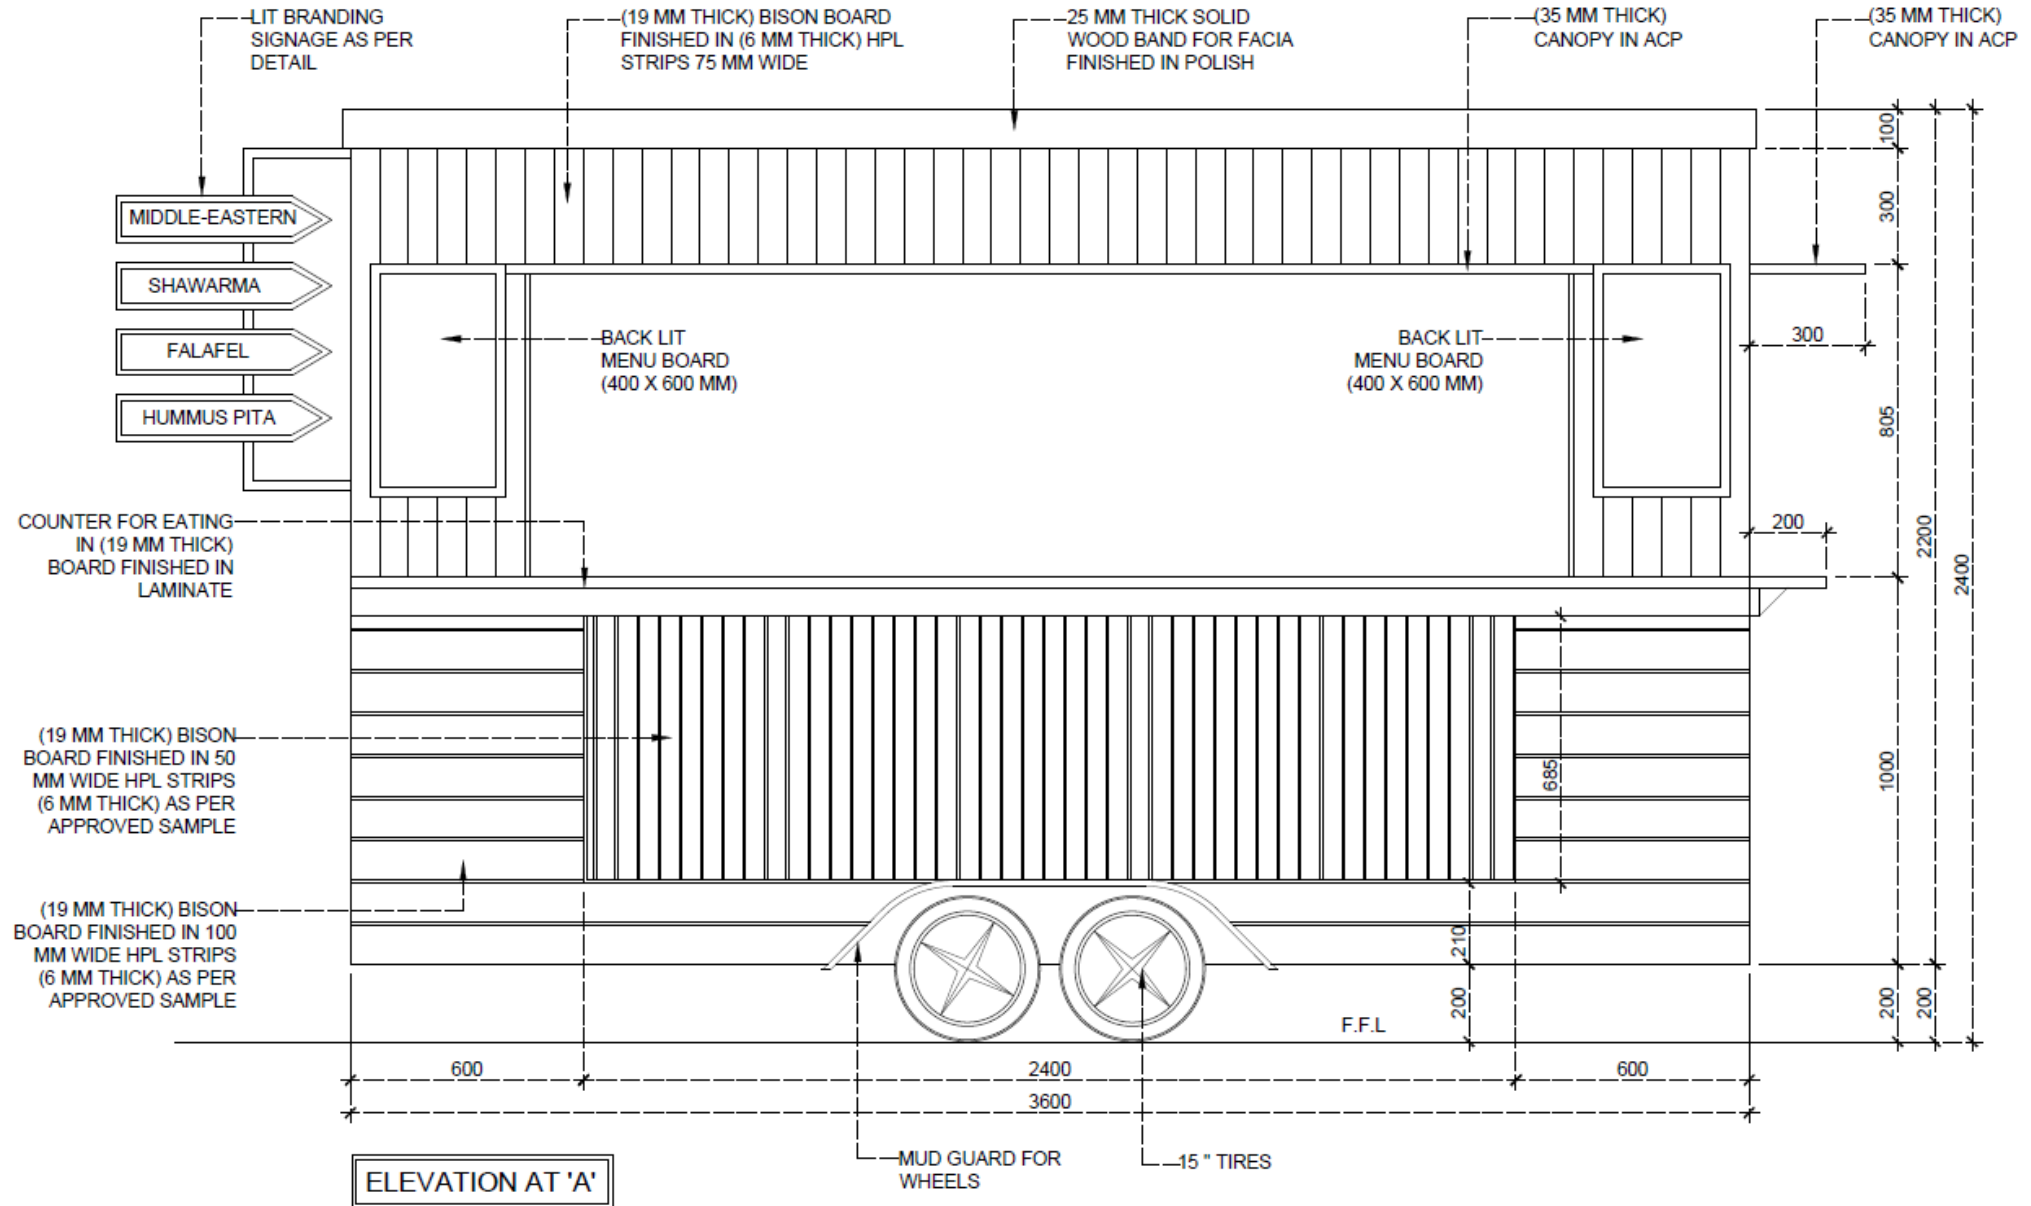 LIT BRANDING
SIGNAGE AS PER
DETAIL
(19 MM THICK) BISON BOARD
FINISHED IN (6 MM THICK) HPL
STRIPS 75 MM WIDE
25 MM THICK SOLID
WOOD BAND FOR FACIA
FINISHED IN POLISH
(35 MM THICK)
CANOPY IN ACP
(35 MM THICK)
CANOPY IN ACP
MIDDLE-EASTERN
SHAWARMA
FALAFEL
HUMMUS PITA
BACK LIT
MENU BOARD
(400 X 600 MM)
BACK LIT
MENU BOARD
(400 X 600 MM)
100
300
300
805
200
2200
2400
1000
685
210
200
200
200
COUNTER FOR EATING
IN (19 MM THICK)
BOARD FINISHED IN
LAMINATE
(19 MM THICK) BISON
BOARD FINISHED IN 50
MM WIDE HPL STRIPS
(6 MM THICK) AS PER
APPROVED SAMPLE
(19 MM THICK) BISON
BOARD FINISHED IN 100
MM WIDE HPL STRIPS
(6 MM THICK) AS PER
APPROVED SAMPLE
F.F.L
600
2400
600
3600
MUD GUARD FOR
WHEELS
15 " TIRES
ELEVATION AT 'A'